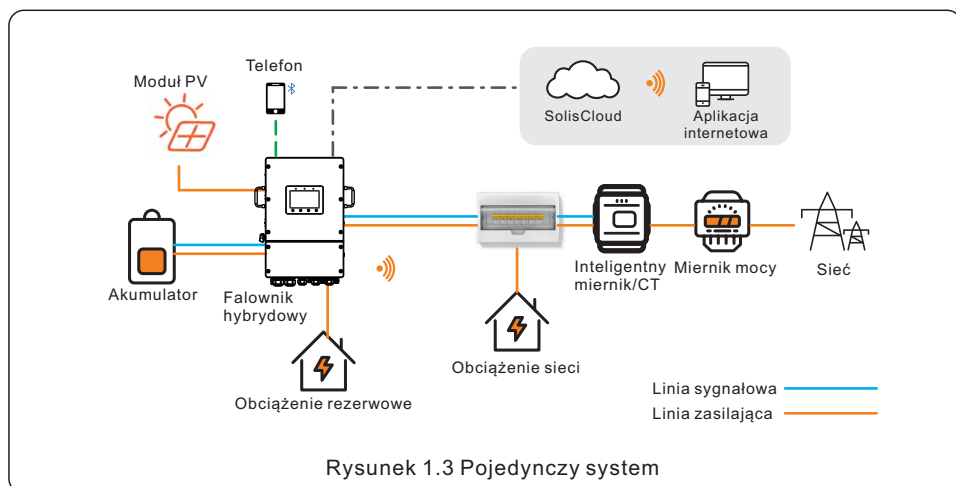 Telefon
Moduł PV
SolisCloud
Aplikacja
internetowa
Akumulator
Falownik
hybrydowy
Inteligentny
miernik/CT
Miernik mocy
Sieć
Obciążenie sieci
Obciążenie rezerwowe
Linia sygnałowa
Linia zasilająca
Rysunek 1.3 Pojedynczy system